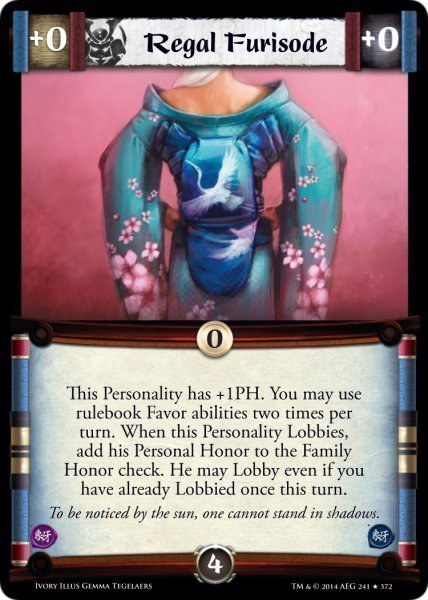 +0 Regal Furisode +0
0
This Personality has +1PH. You may use
rulebook Favor abilities two times per
turn. When this Personality Lobbies,
add his Personal Honor to the Family
Honor check. He may Lobby even if you
have already Lobbied once this turn.
To be noticed by the sun, one cannot stand in shadows.
4
Ivory Illus Gemma Tegelaers TM & © 2014 AEG 241 ★ 372